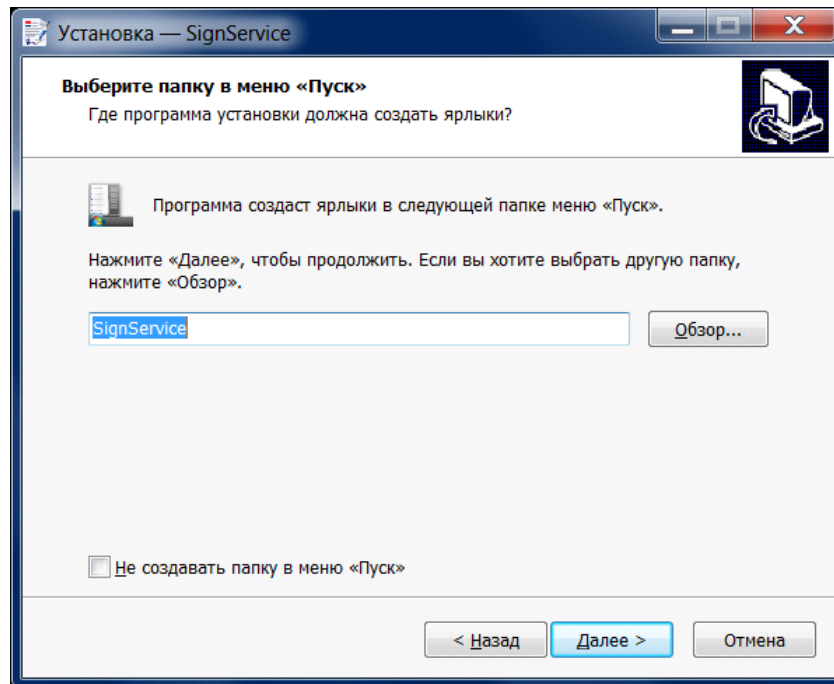 Установка — SignService
Выберите папку в меню «Пуск»
Где программа установки должна создать ярлыки?
Программа создаст ярлыки в следующей папке меню «Пуск».
Нажмите «Далее», чтобы продолжить. Если вы хотите выбрать другую папку,
нажмите «Обзор».
SignService
Обзор...
Не создавать папку в меню «Пуск»
< Назад
Далее >
Отмена